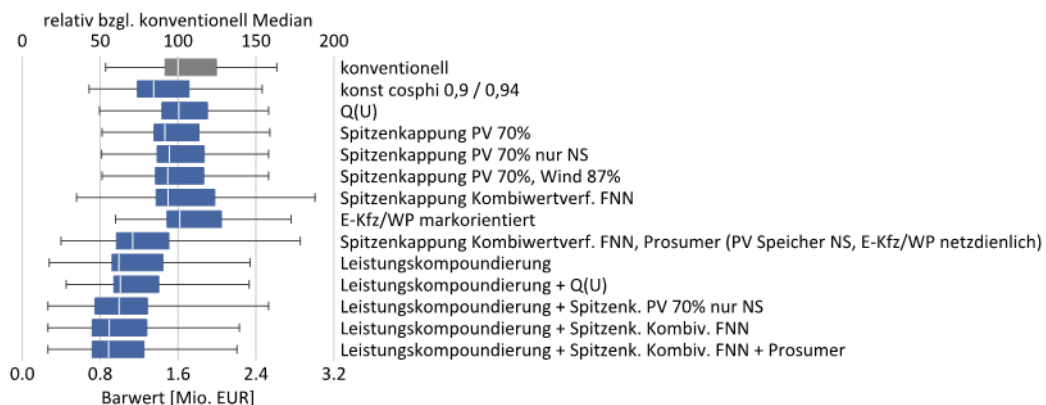 relativ bzgl. konventionell Median
0 50 100 150 200
konventionell
konst cosphi 0,9 / 0,94
Q(U)
Spitzenkappung PV 70%
Spitzenkappung PV 70% nur NS
Spitzenkappung PV 70%, Wind 87%
Spitzenkappung Kombiwertverf. FNN
E-Kfz/WP markorientiert
Spitzenkappung Kombiwertverf. FNN, Prosumer (PV Speicher NS, E-Kfz/WP netzdienlich)
Leistungskompoundierung
Leistungskompoundierung + Q(U)
Leistungskompoundierung + Spitzenk. PV 70% nur NS
Leistungskompoundierung + Spitzenk. Kombiv. FNN
Leistungskompoundierung + Spitzenk. Kombiv. FNN + Prosumer
0.0 0.8 1.6 2.4 3.2
Barwert [Mio. EUR]